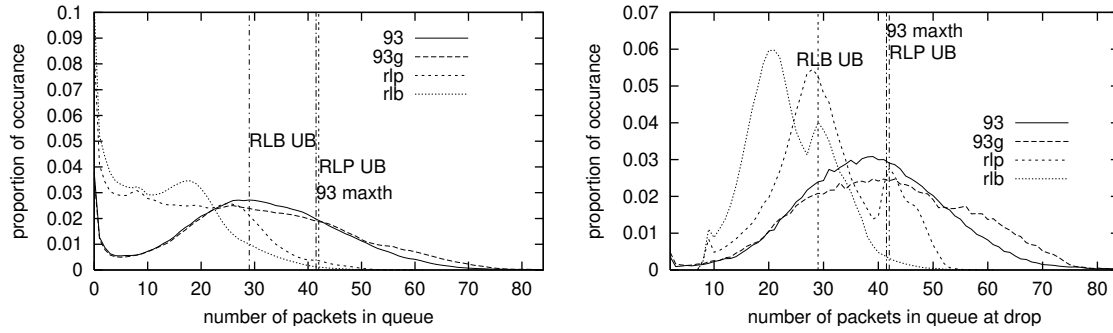 0.1
0.09
0.08
0.07
0.06
0.05
0.04
0.03
0.02
0.01
0
proportion of occurance
93
93g
rlp
rlb
RLB UB
RLP UB
93 maxth
0 10 20 30 40 50 60 70 80
number of packets in queue
0.07
0.06
0.05
0.04
0.03
0.02
0.01
0
proportion of occurance
93 maxth
RLB UB
RLP UB
93
93g
rlp
rlb
10 20 30 40 50 60 70 80
number of packets in queue at drop